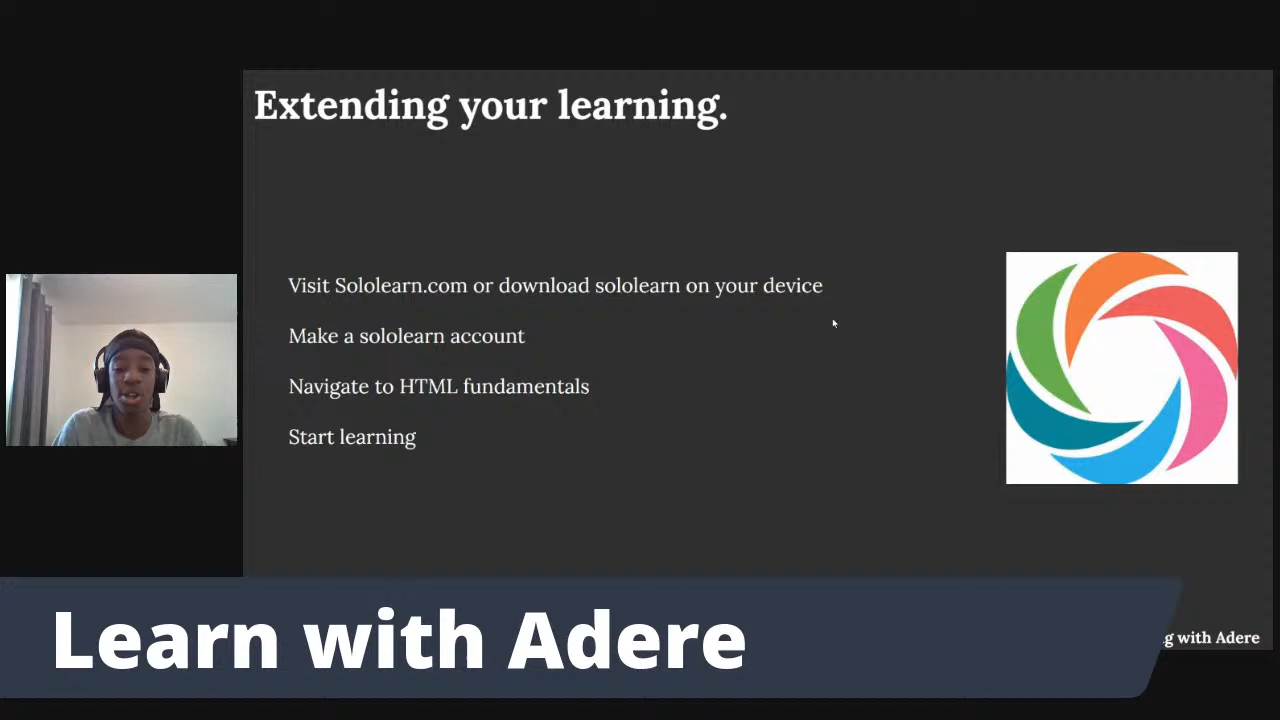 Extending your learning.
Visit Sololearn.com or download sololearn on your device
Make a sololearn account
Navigate to HTML fundamentals
Start learning
Learn with Adere
with Adere